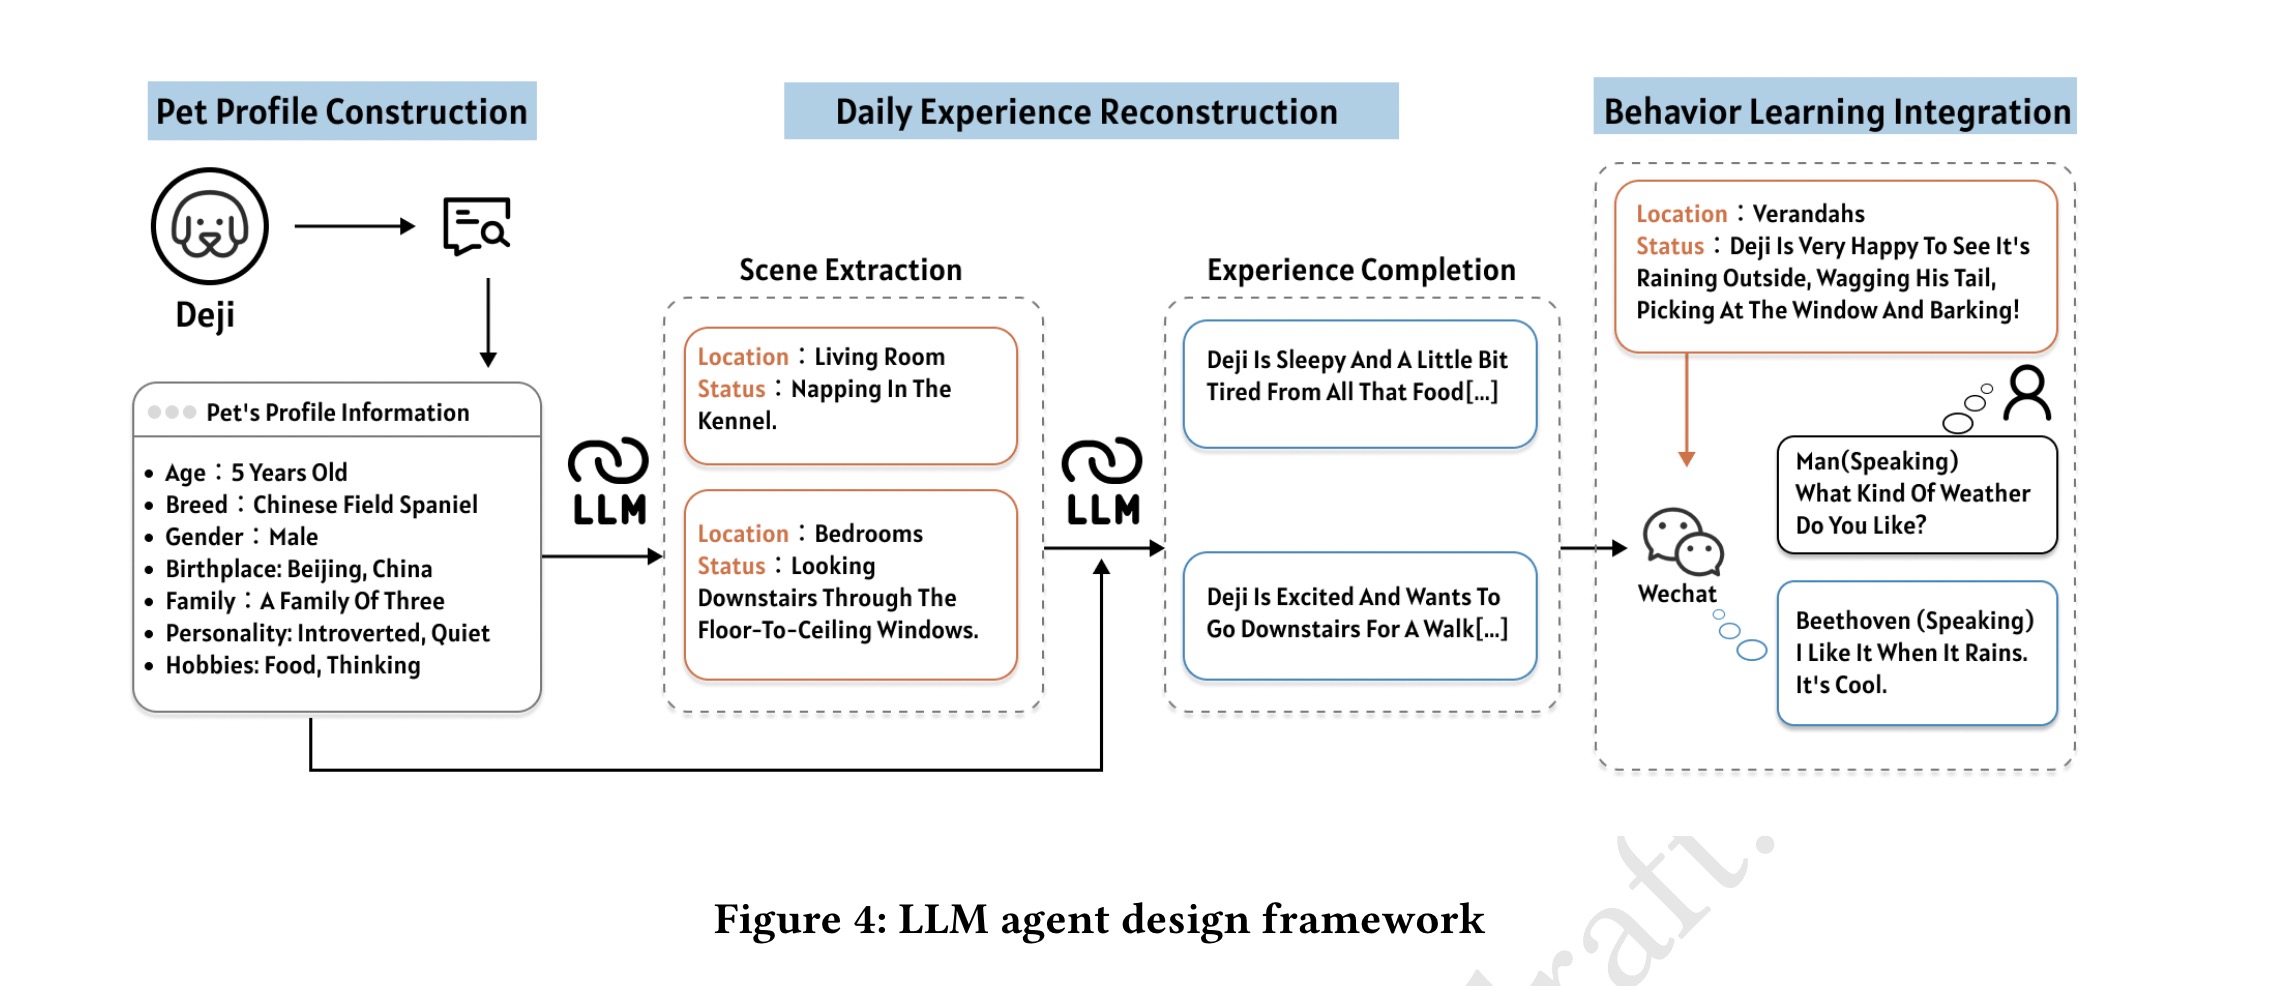 Pet Profile Construction
Daily Experience Reconstruction
Behavior Learning Integration
Deji
Pet's Profile Information
• Age：5 Years Old
• Breed：Chinese Field Spaniel
• Gender：Male
• Birthplace: Beijing, China
• Family：A Family Of Three
• Personality: Introverted, Quiet
• Hobbies: Food, Thinking
LLM
Scene Extraction
Location：Living Room
Status：Napping In The
Kennel.
Location：Bedrooms
Status：Looking
Downstairs Through The
Floor-To-Ceiling Windows.
LLM
Experience Completion
Deji Is Sleepy And A Little Bit
Tired From All That Food[...]
Deji Is Excited And Wants To
Go Downstairs For A Walk[...]
Location：Verandahs
Status：Deji Is Very Happy To See It's
Raining Outside, Wagging His Tail,
Picking At The Window And Barking!
Man(Speaking)
What Kind Of Weather
Do You Like?
Wechat
Beethoven (Speaking)
I Like It When It Rains.
It's Cool.
Figure 4: LLM agent design framework